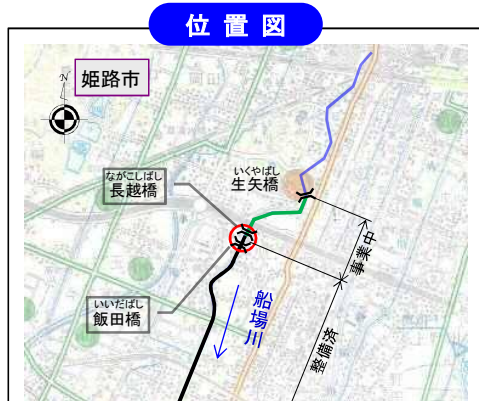 位置図
N
姫路市
ながこしばし
長越橋
いくやばし
生矢橋
事業中
いいだばし
飯田橋
船場川
整備済